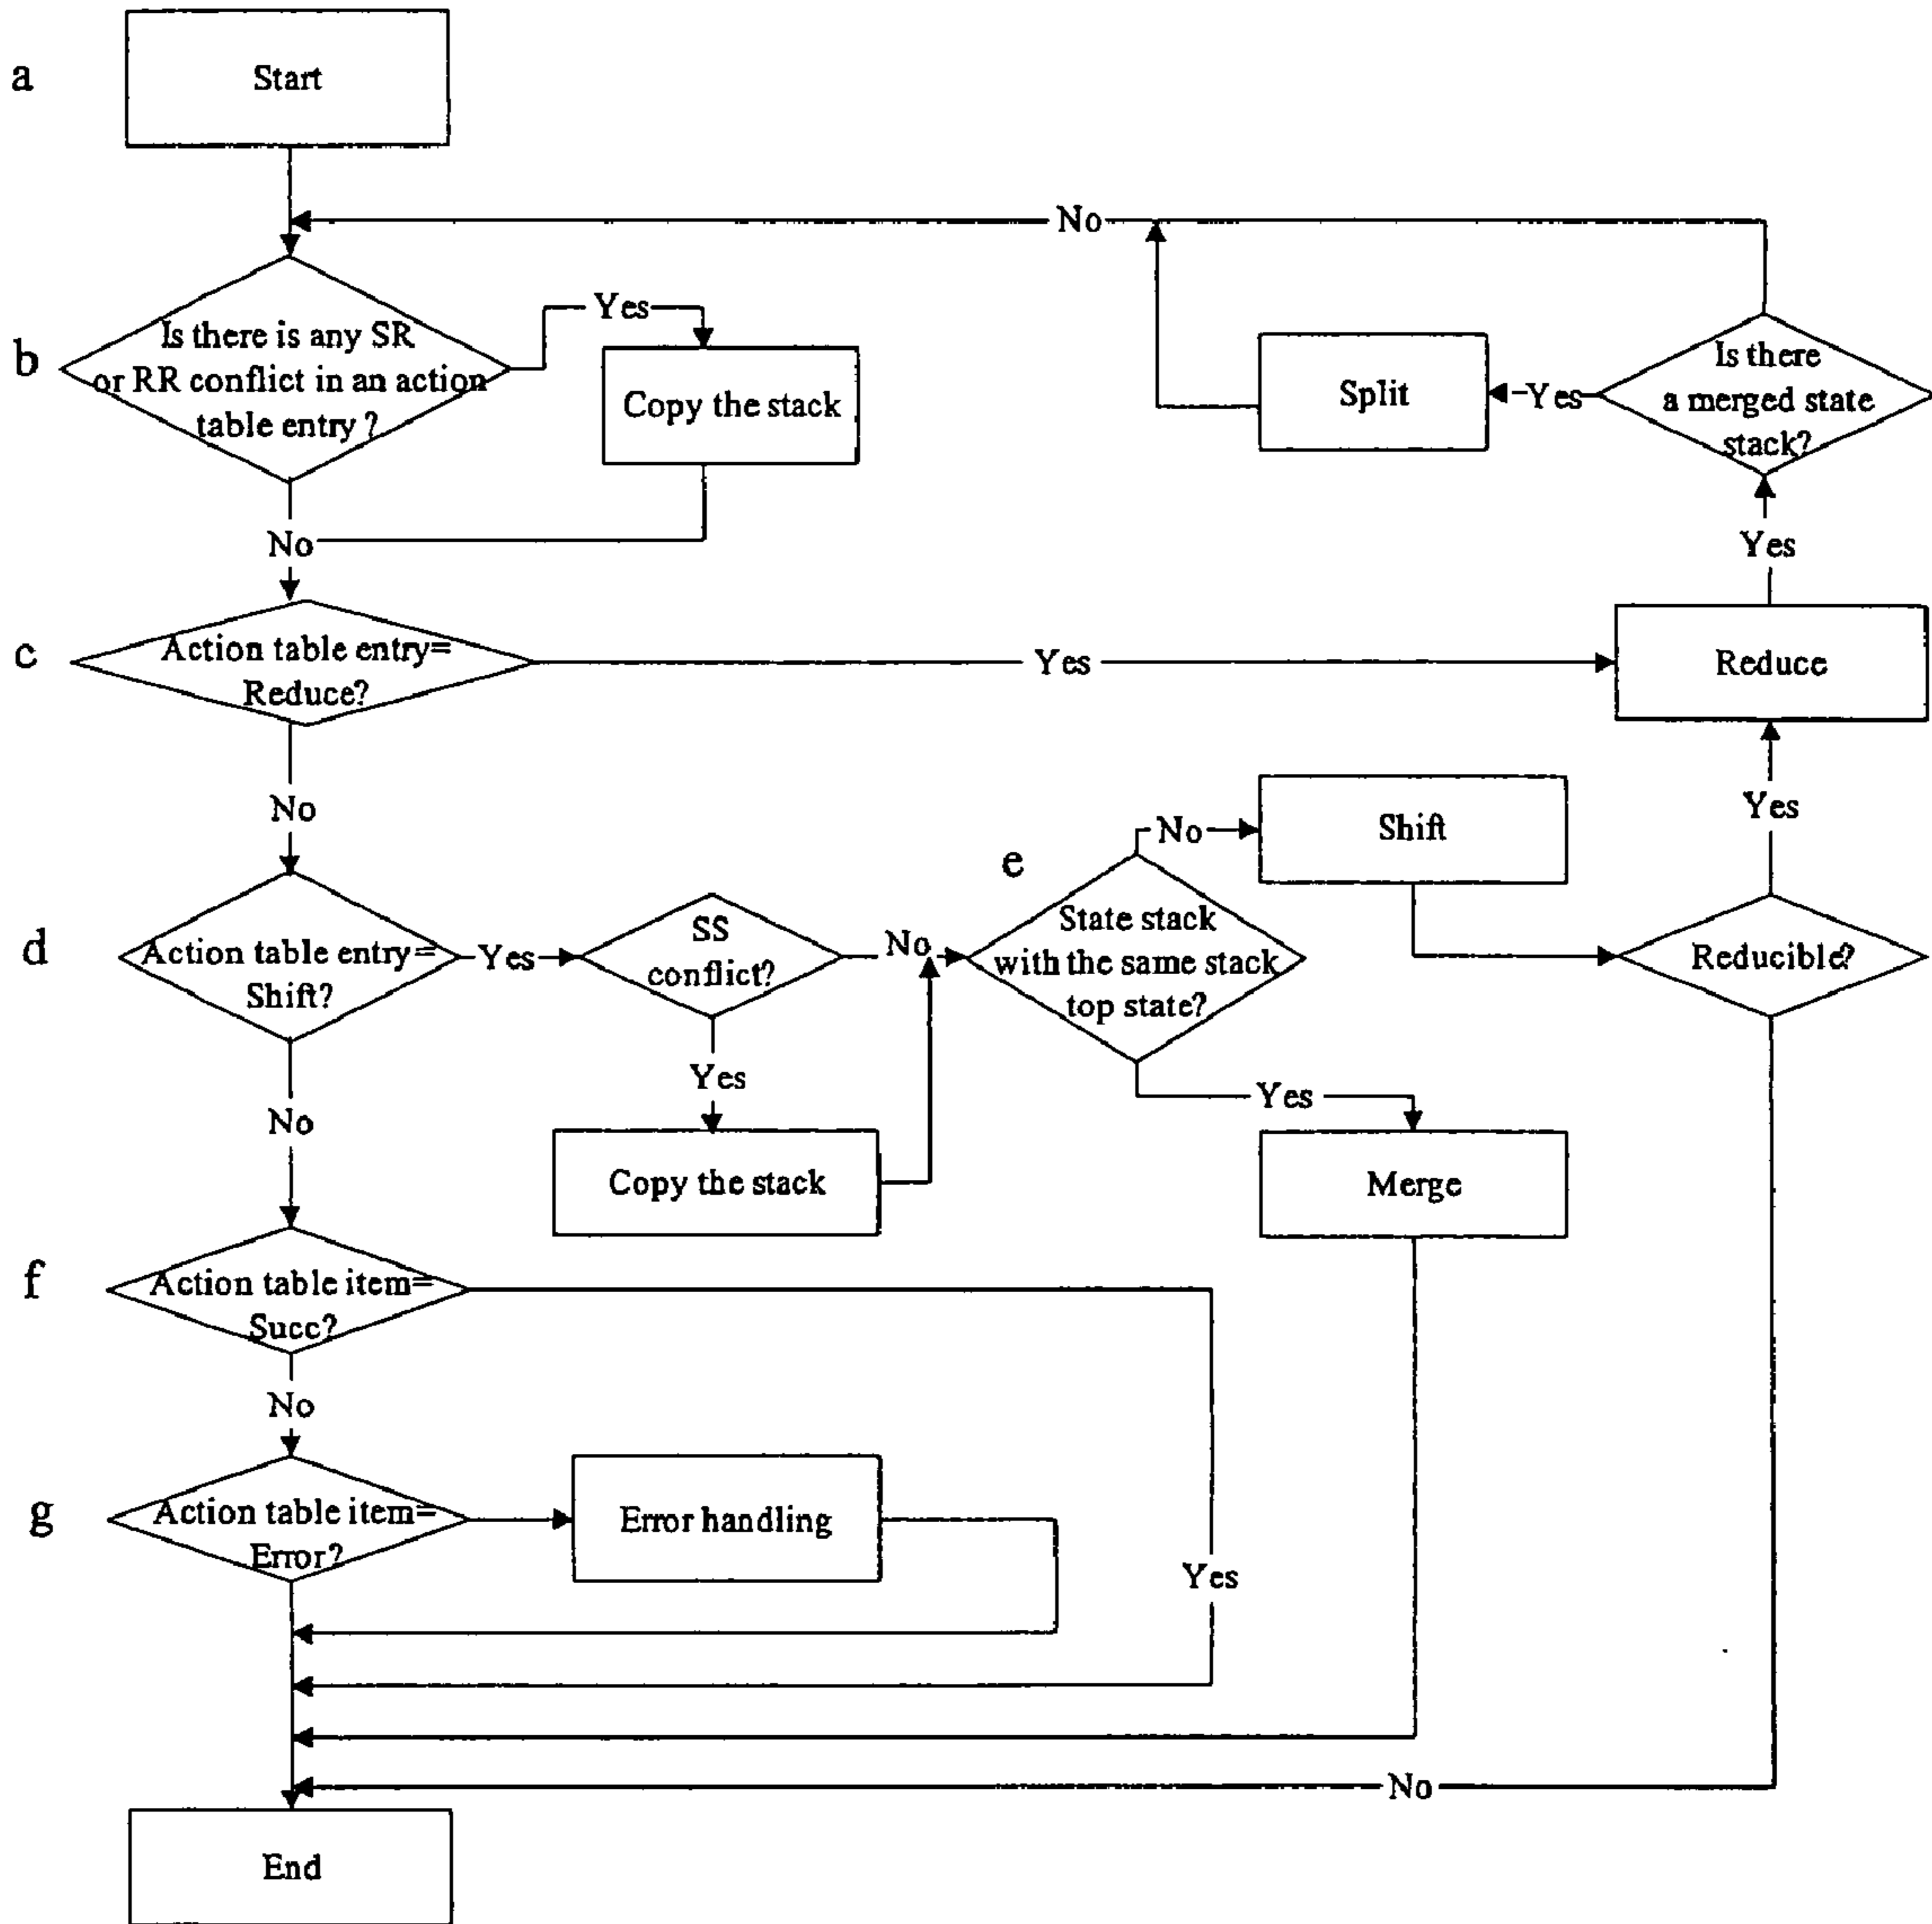 a
Start
No
b
Is there is any SR
or RR conflict in an action
table entry ?
Yes
Copy the stack
Split
Yes
Is there
a merged state
stack?
No
Yes
c
Action table entry=
Reduce?
Yes
Reduce
No
Yes
d
Action table entry=
Shift?
Yes
SS
conflict?
No
Yes
Copy the stack
e
State stack
with the same stack
top state?
No
Shift
Reducible?
Yes
Merge
No
f
Action table item=
Succ?
Yes
No
g
Action table item=
Error?
Error handling
No
End